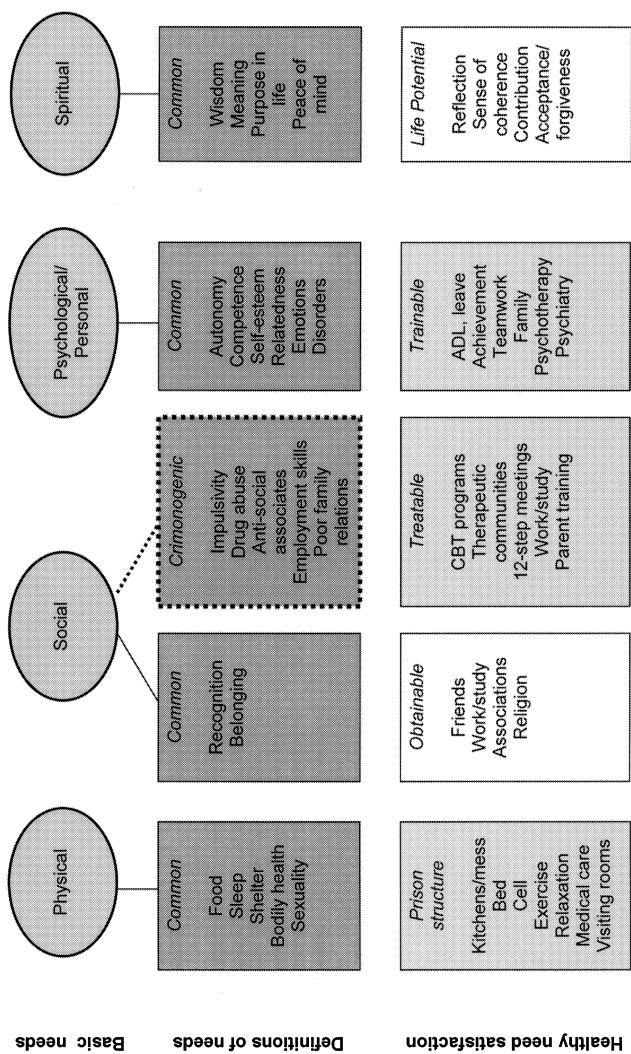 Basic needs
Physical
Social
Psychological/
Personal
Spiritual
Definitions of needs
Common
Food
Sleep
Shelter
Bodily health
Sexuality
Common
Recognition
Belonging
Crimonogenic
Impulsivity
Drug abuse
Anti-social
associates
Employment skills
Poor family
relations
Common
Autonomy
Competence
Self-esteem
Relatedness
Emotions
Disorders
Common
Wisdom
Meaning
Purpose in
life
Peace of
mind
Healthy need satisfaction
Prison
structure
Kitchens/mess
Bed
Cell
Exercise
Relaxation
Medical care
Visiting rooms
Obtainable
Friends
Work/study
Associations
Religion
Treatable
CBT programs
Therapeutic
communities
12-step meetings
Work/study
Parent training
Trainable
ADL, leave
Achievement
Teamwork
Family
Psychotherapy
Psychiatry
Life Potential
Reflection
Sense of
coherence
Contribution
Acceptance/
forgiveness